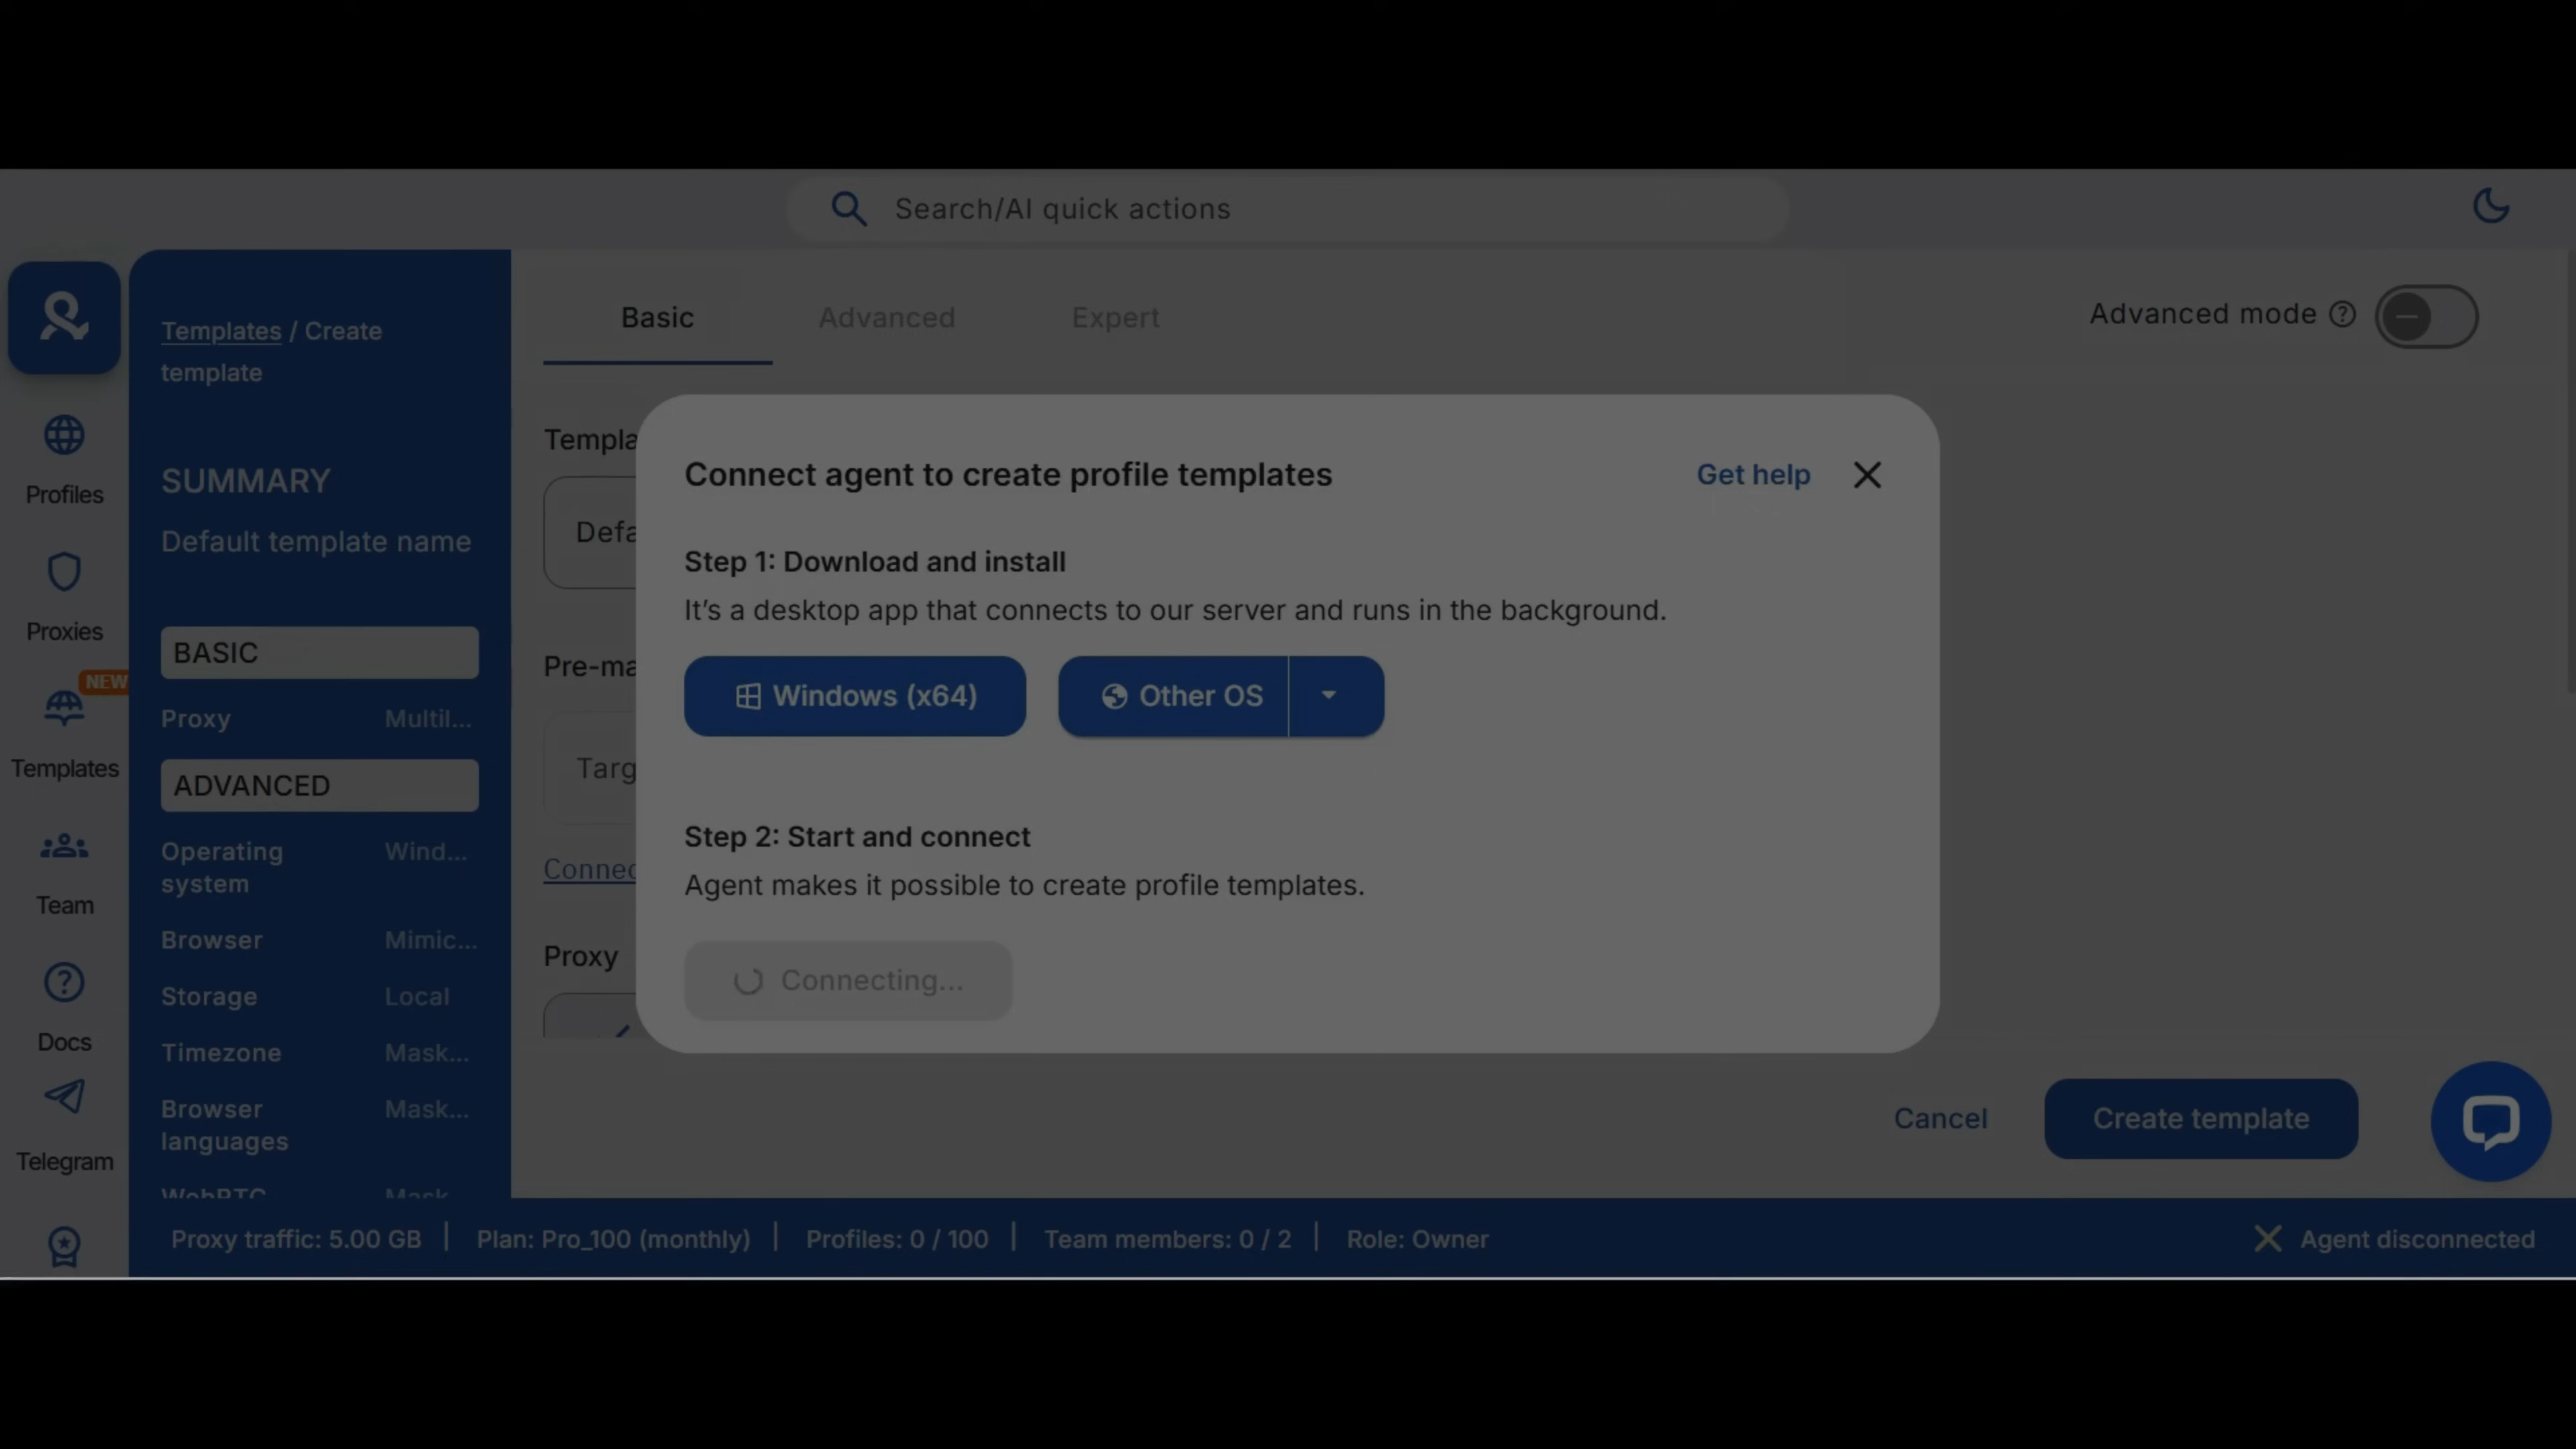 Search/AI quick actions
Profiles
Proxies
NEW
Templates
Team
Docs
Telegram
Templates / Create
template
SUMMARY
Default template name
BASIC
Proxy Multil...
ADVANCED
Operating system Wind...
Browser Mimic...
Storage Local
Timezone Mask...
Browser languages Mask...
WebRTC Mask
Basic Advanced Expert
Advanced mode
Templa
Defa
Pre-ma
Targ
Connec
Proxy
Connect agent to create profile templates
Get help
Step 1: Download and install
It's a desktop app that connects to our server and runs in the background.
Windows (x64)
Other OS
Step 2: Start and connect
Agent makes it possible to create profile templates.
Connecting...
Cancel
Create template
Proxy traffic: 5.00 GB | Plan: Pro_100 (monthly) | Profiles: 0 / 100 | Team members: 0 / 2 | Role: Owner
Agent disconnected